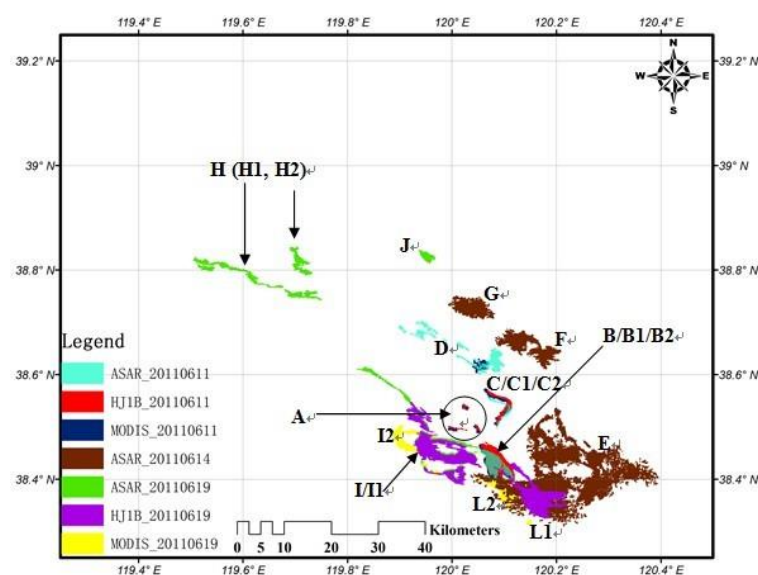 119.4° E 119.6° E 119.8° E 120° E 120.2° E 120.4° E
39.2° N 39.2° N
N
W E
S
39° N 39° N
H (H1, H2)↵
J↵
38.8° N 38.8° N
G↵
B/B1/B2↵
F↵
D↵
Legend
ASAR_20110611
HJ1B_20110611
MODIS_20110611
ASAR_20110614
ASAR_20110619
HJ1B_20110619
MODIS_20110619
38.6° N 38.6° N
C/C1/C2↵
A↵
↵
I2↵
E↵
38.4° N 38.4° N
I/I1↵
L2↵
L1↵
Kilometers
0 5 10 20 30 40
119.4° E 119.6° E 119.8° E 120° E 120.2° E 120.4° E